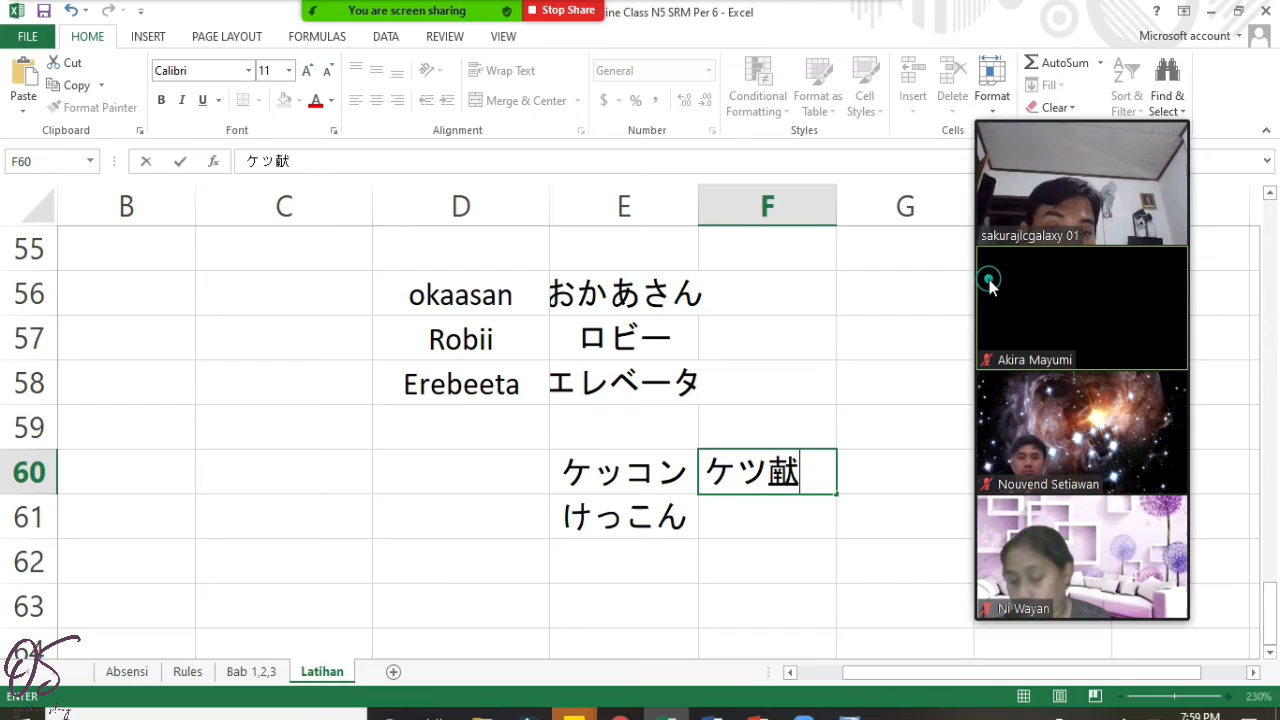 You are screen sharing
Stop Share
ine Class N5 SRM Per 6 - Excel
FILE
HOME
INSERT
PAGE LAYOUT
FORMULAS
DATA
REVIEW
VIEW
Microsoft account
Paste
Cut
Copy
Format Painter
Clipboard
Calibri
11
B I U
Font
Wrap Text
Merge & Center
Alignment
General
$ % ,
Number
Conditional Formatting
Format as Table
Cell Styles
Styles
Insert
Delete
Format
Cells
AutoSum
Fill
Clear
Sort & Filter
Find & Select
F60
fx
ケツ献
B C D E F G
55
56 okaasan おかあさん
57 Robii ロビー
58 Erebeeta エレベータ
59
60 ケッコン ケツ献
61 けっこん
62
63
64
sakurajlcgalaxy 01
Akira Mayumi
Nouvend Setiawan
Ni Wayan
Absensi
Rules
Bab 1,2,3
Latihan
ENTER
230%
7:59 PM